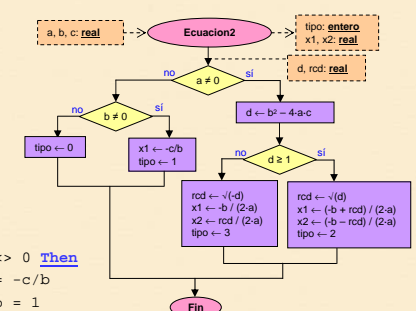 a, b, c: real
Ecuacion2
tipo: entero
x1, x2: real
d, rcd: real
a ≠ 0
no
sí
b ≠ 0
no
sí
d ← b² – 4·a·c
tipo ← 0
x1 ← -c/b
tipo ← 1
d ≥ 1
no
sí
rcd ← √(-d)
x1 ← -b / (2·a)
x2 ← rcd / (2·a)
tipo ← 3
rcd ← √(d)
x1 ← (-b + rcd) / (2·a)
x2 ← (-b – rcd) / (2·a)
tipo ← 2
> 0 Then
= -c/b
= 1
Fin